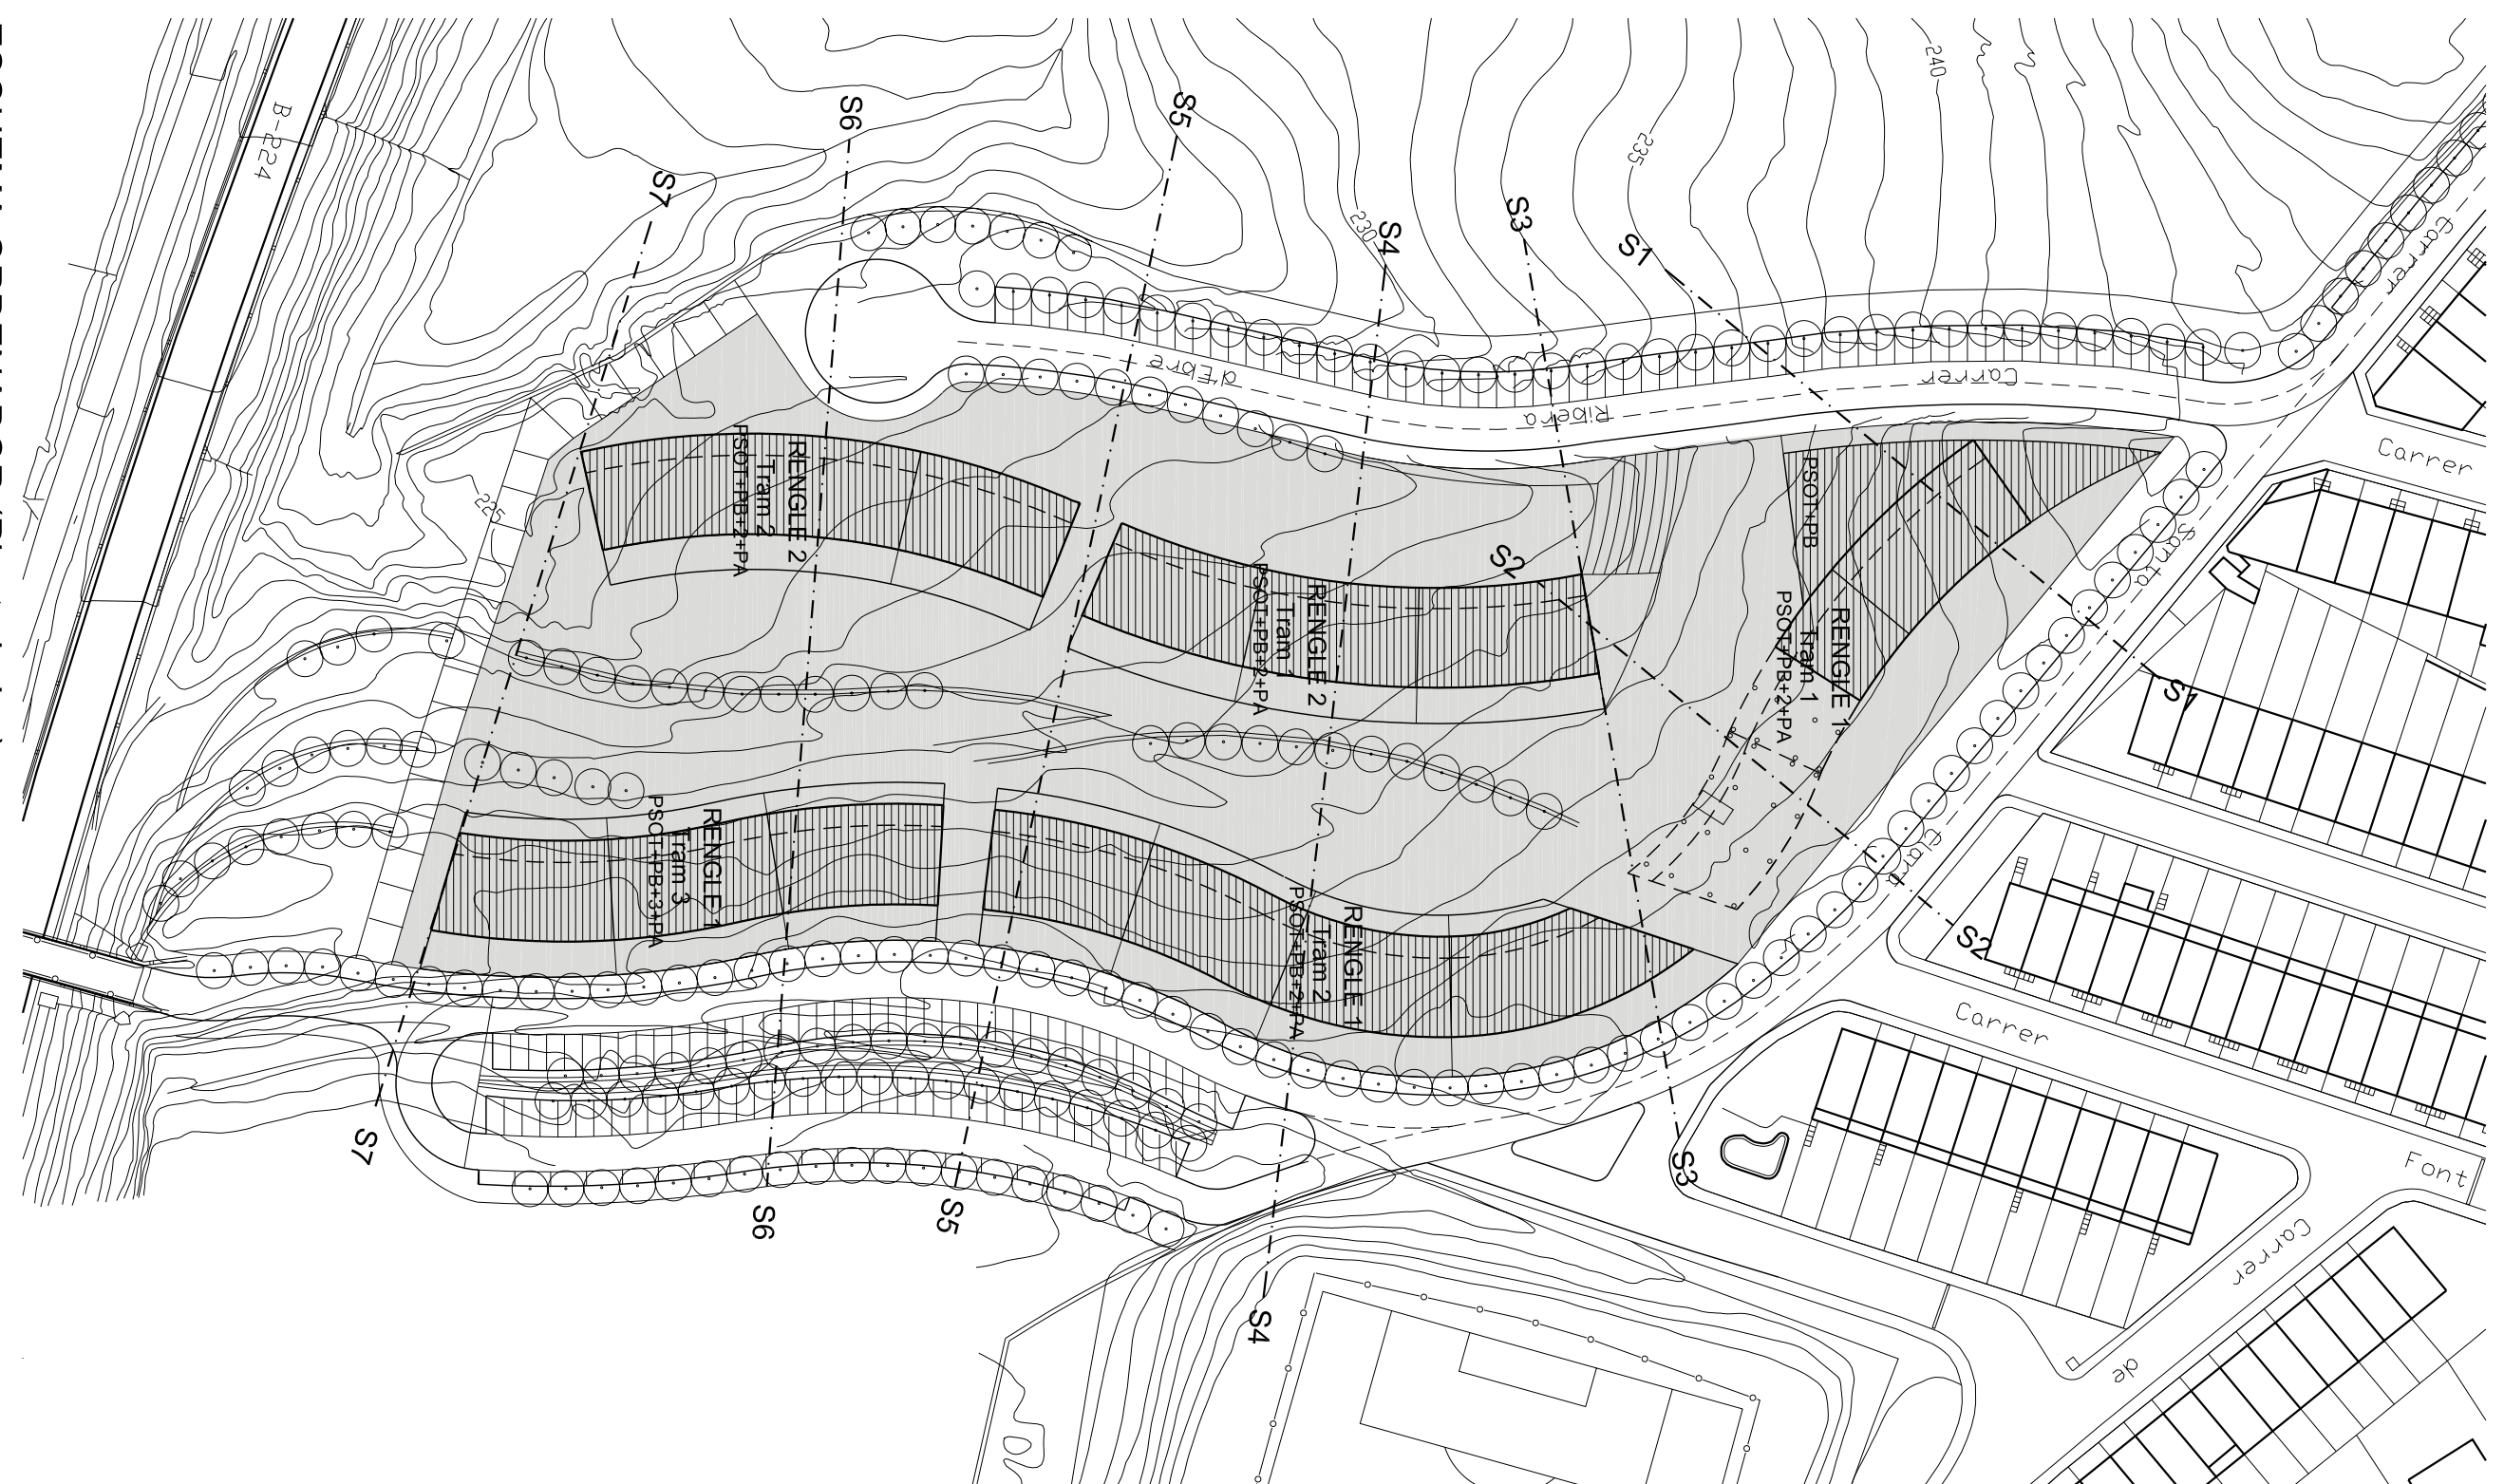 B-224
S7
S6
S5
S4
S3
S1
240
235
230
225
Carrer
Ribera
d'Ebre
Carrer
Carrer
Santa
Clara
RENGLE 2
Tram 2
PSOT+PB+2+PA
RENGLE 2
Tram 1
PSOT+PB+2+PA
S2
PSOT+PB
RENGLE 1
Tram 1
PSOT+PB+2+PA
RENGLE 1
Tram 3
PSOT+PB+3+PA
RENGLE 1
Tram 2
PSOT+PB+2+PA
S1
S2
Carrer
Font
Carrer
de
S7
S6
S5
S4
S3